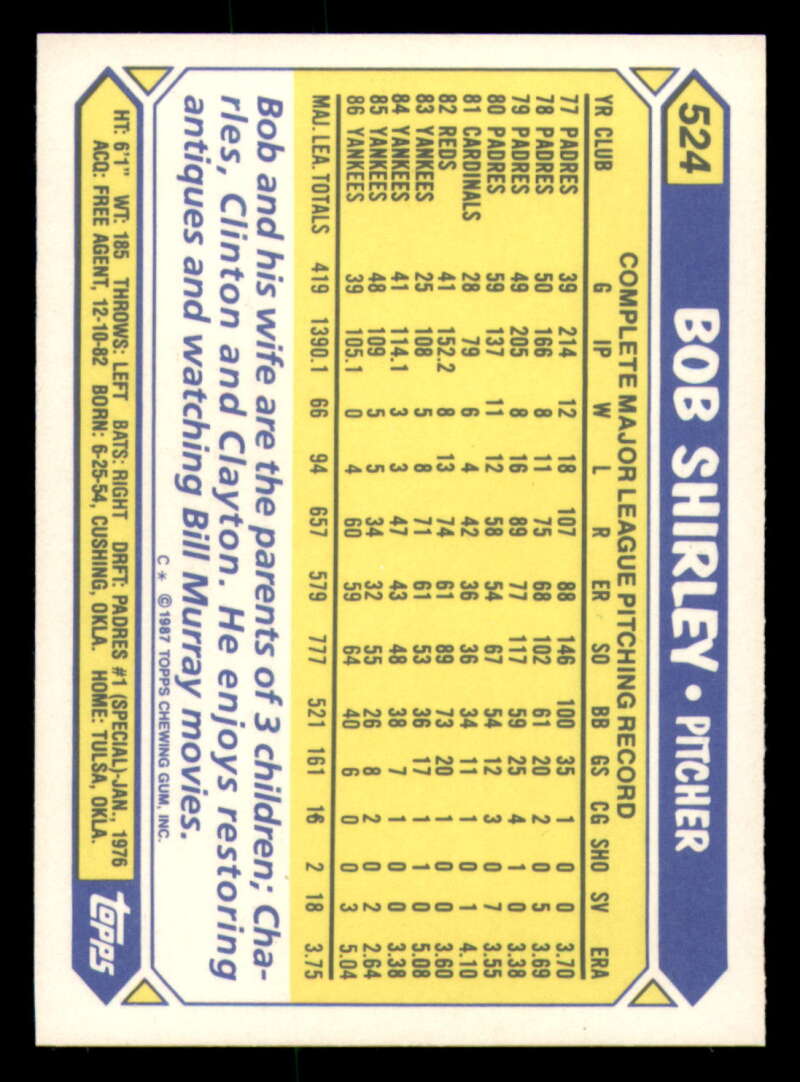 524
BOB SHIRLEY • PITCHER
COMPLETE MAJOR LEAGUE PITCHING RECORD
YR CLUB G IP W L R ER SO BB GS CG SHO SV ERA
77 PADRES 39 214 12 18 107 88 146 100 35 1 0 0 3.70
78 PADRES 50 166 8 11 75 68 102 61 20 2 0 5 3.69
79 PADRES 49 205 8 16 89 77 117 59 25 4 1 0 3.38
80 PADRES 59 137 11 12 58 54 67 54 12 3 0 7 3.55
81 CARDINALS 28 79 6 4 42 36 36 34 11 1 0 1 4.10
82 REDS 41 152.2 8 13 74 61 89 73 20 1 0 0 3.60
83 YANKEES 25 108 5 8 71 61 53 36 17 1 1 0 5.08
84 YANKEES 41 114.1 3 3 47 43 48 38 7 1 0 0 3.38
85 YANKEES 48 109 5 5 34 32 55 26 8 2 0 2 2.64
86 YANKEES 39 105.1 0 4 60 59 64 40 6 0 0 3 5.04
MAJ. LEA. TOTALS 419 1390.1 66 94 657 579 777 521 161 16 2 18 3.75
Bob and his wife are the parents of 3 children; Cha-
rles, Clinton and Clayton. He enjoys restoring
antiques and watching Bill Murray movies.
C * ©1987 TOPPS CHEWING GUM, INC.
HT: 6'1" WT: 185 THROWS: LEFT BATS: RIGHT DRFT: PADRES #1 (SPECIAL)-JAN., 1976
ACQ: FREE AGENT, 12-10-82 BORN: 6-25-54, CUSHING, OKLA. HOME: TULSA, OKLA.
topps